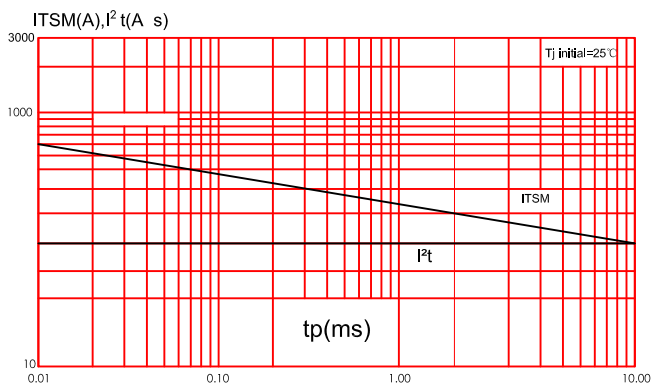 ITSM(A),I² t(A s)
3000
Tj initial=25℃
1000
ITSM
I²t
tp(ms)
10
0.01 0.10 1.00 10.00